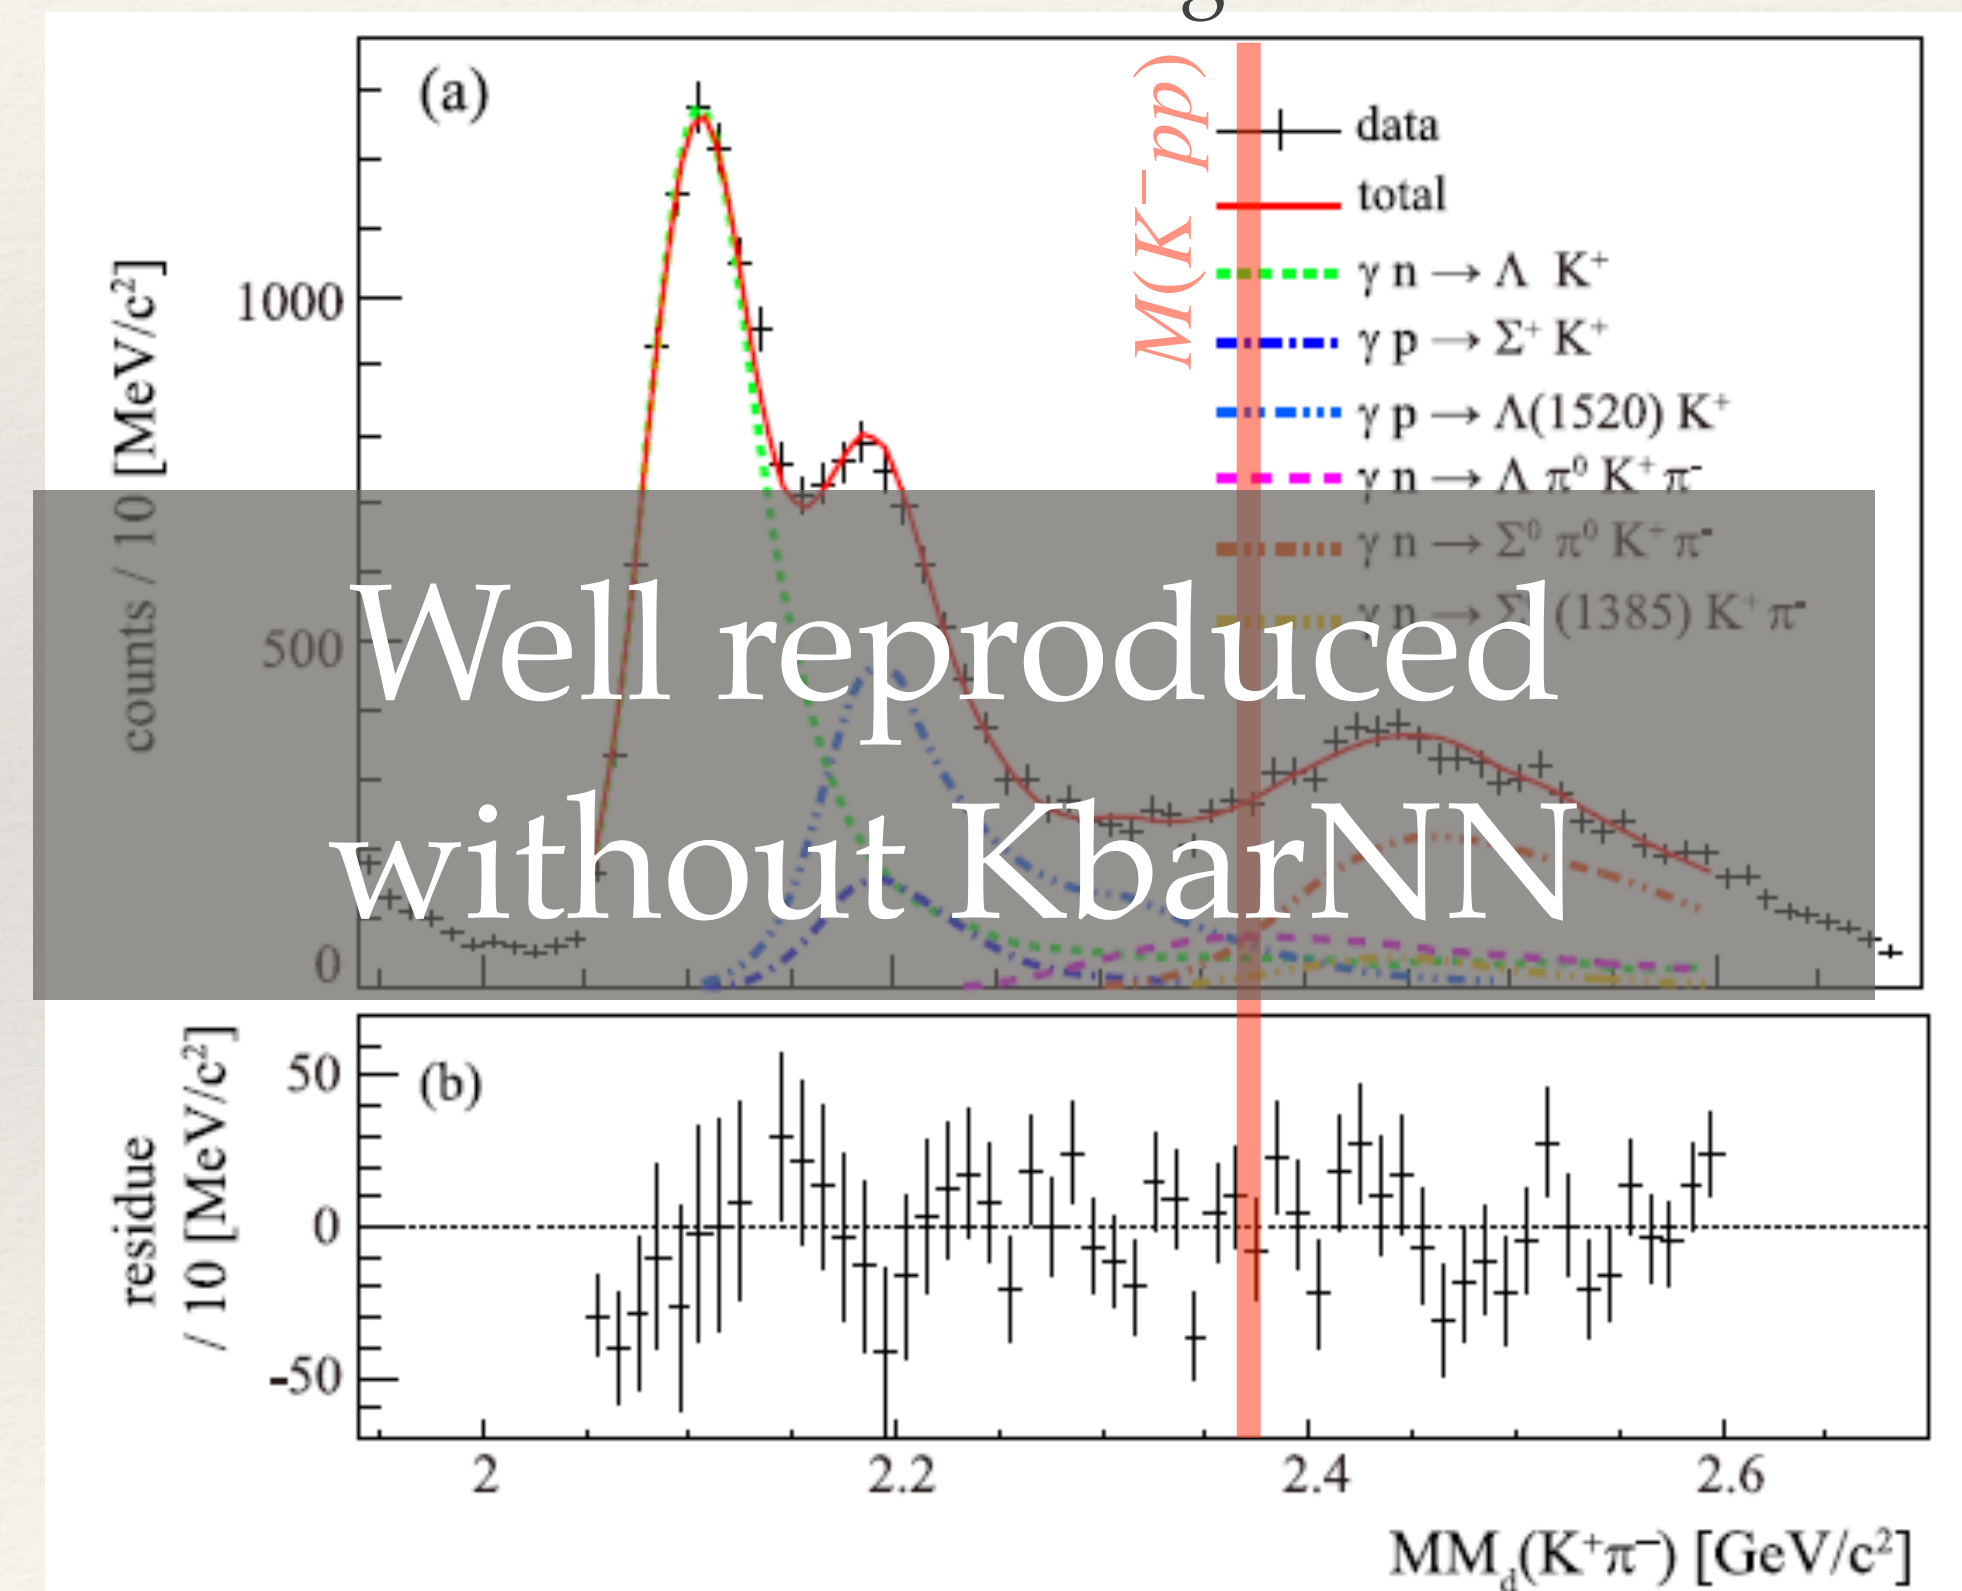 (a)
M(K⁻pp)
data
total
γ n → Λ K⁺
γ p → Σ⁺ K⁺
γ p → Λ(1520) K⁺
γ n → Λ π⁰ K⁺ π⁻
γ n → Σ⁰ π⁰ K⁺ π⁻
γ n → Σ (1385) K⁺ π⁻
counts / 10 [MeV/c²]
1000
500
0
Well reproduced
without KbarNN
(b)
residue
/ 10 [MeV/c²]
50
0
-50
2 2.2 2.4 2.6
MM_d(K⁺π⁻) [GeV/c²]